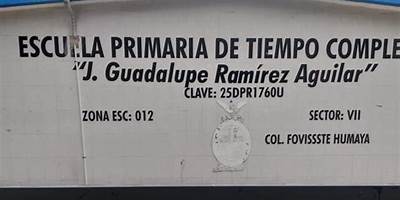 ESCUELA PRIMARIA DE TIEMPO COMPLE
"J. Guadalupe Ramírez Aguilar"
CLAVE: 25DPR1760U
ZONA ESC: 012 SECTOR: VII
COL. FOVISSSTE HUMAYA